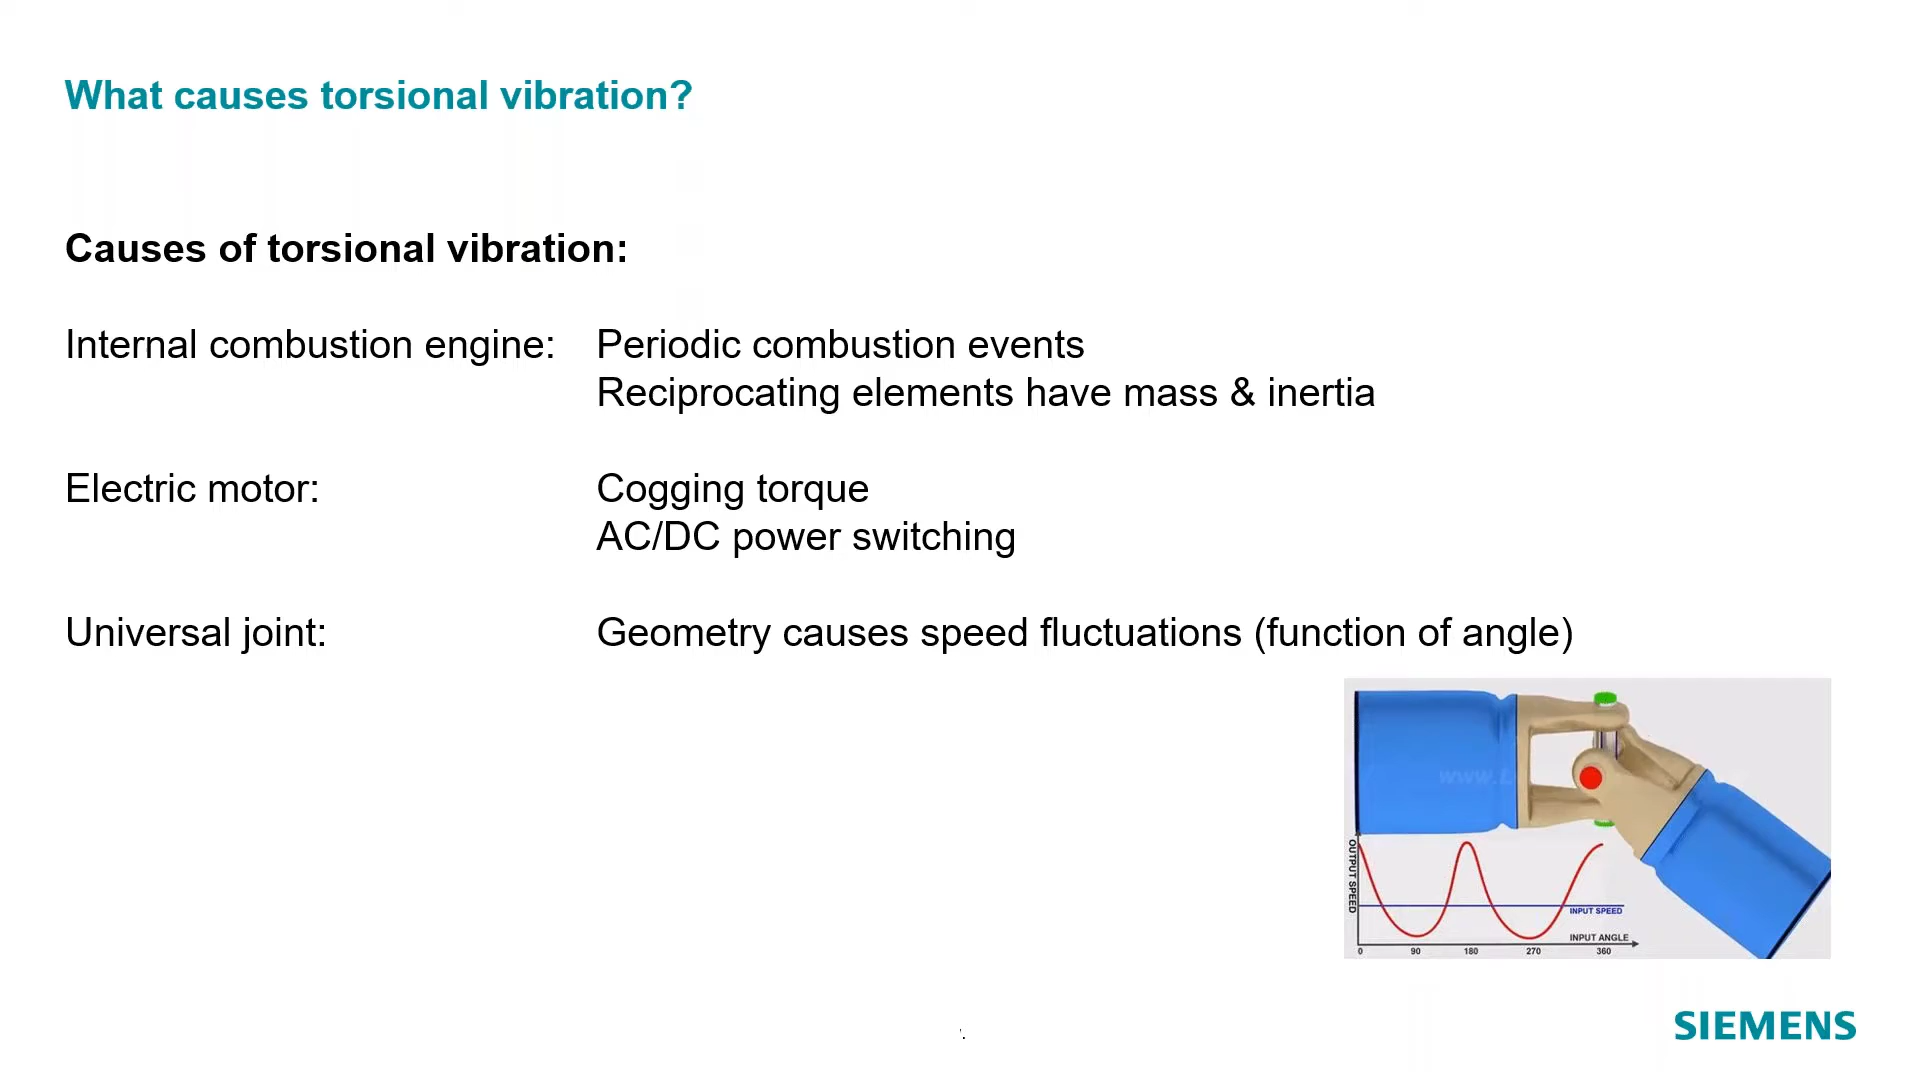 What causes torsional vibration?
Causes of torsional vibration:
Internal combustion engine: Periodic combustion events
Reciprocating elements have mass & inertia
Electric motor: Cogging torque
AC/DC power switching
Universal joint: Geometry causes speed fluctuations (function of angle)
OUTPUT SPEED
INPUT SPEED
INPUT ANGLE
0 90 180 270 360
SIEMENS